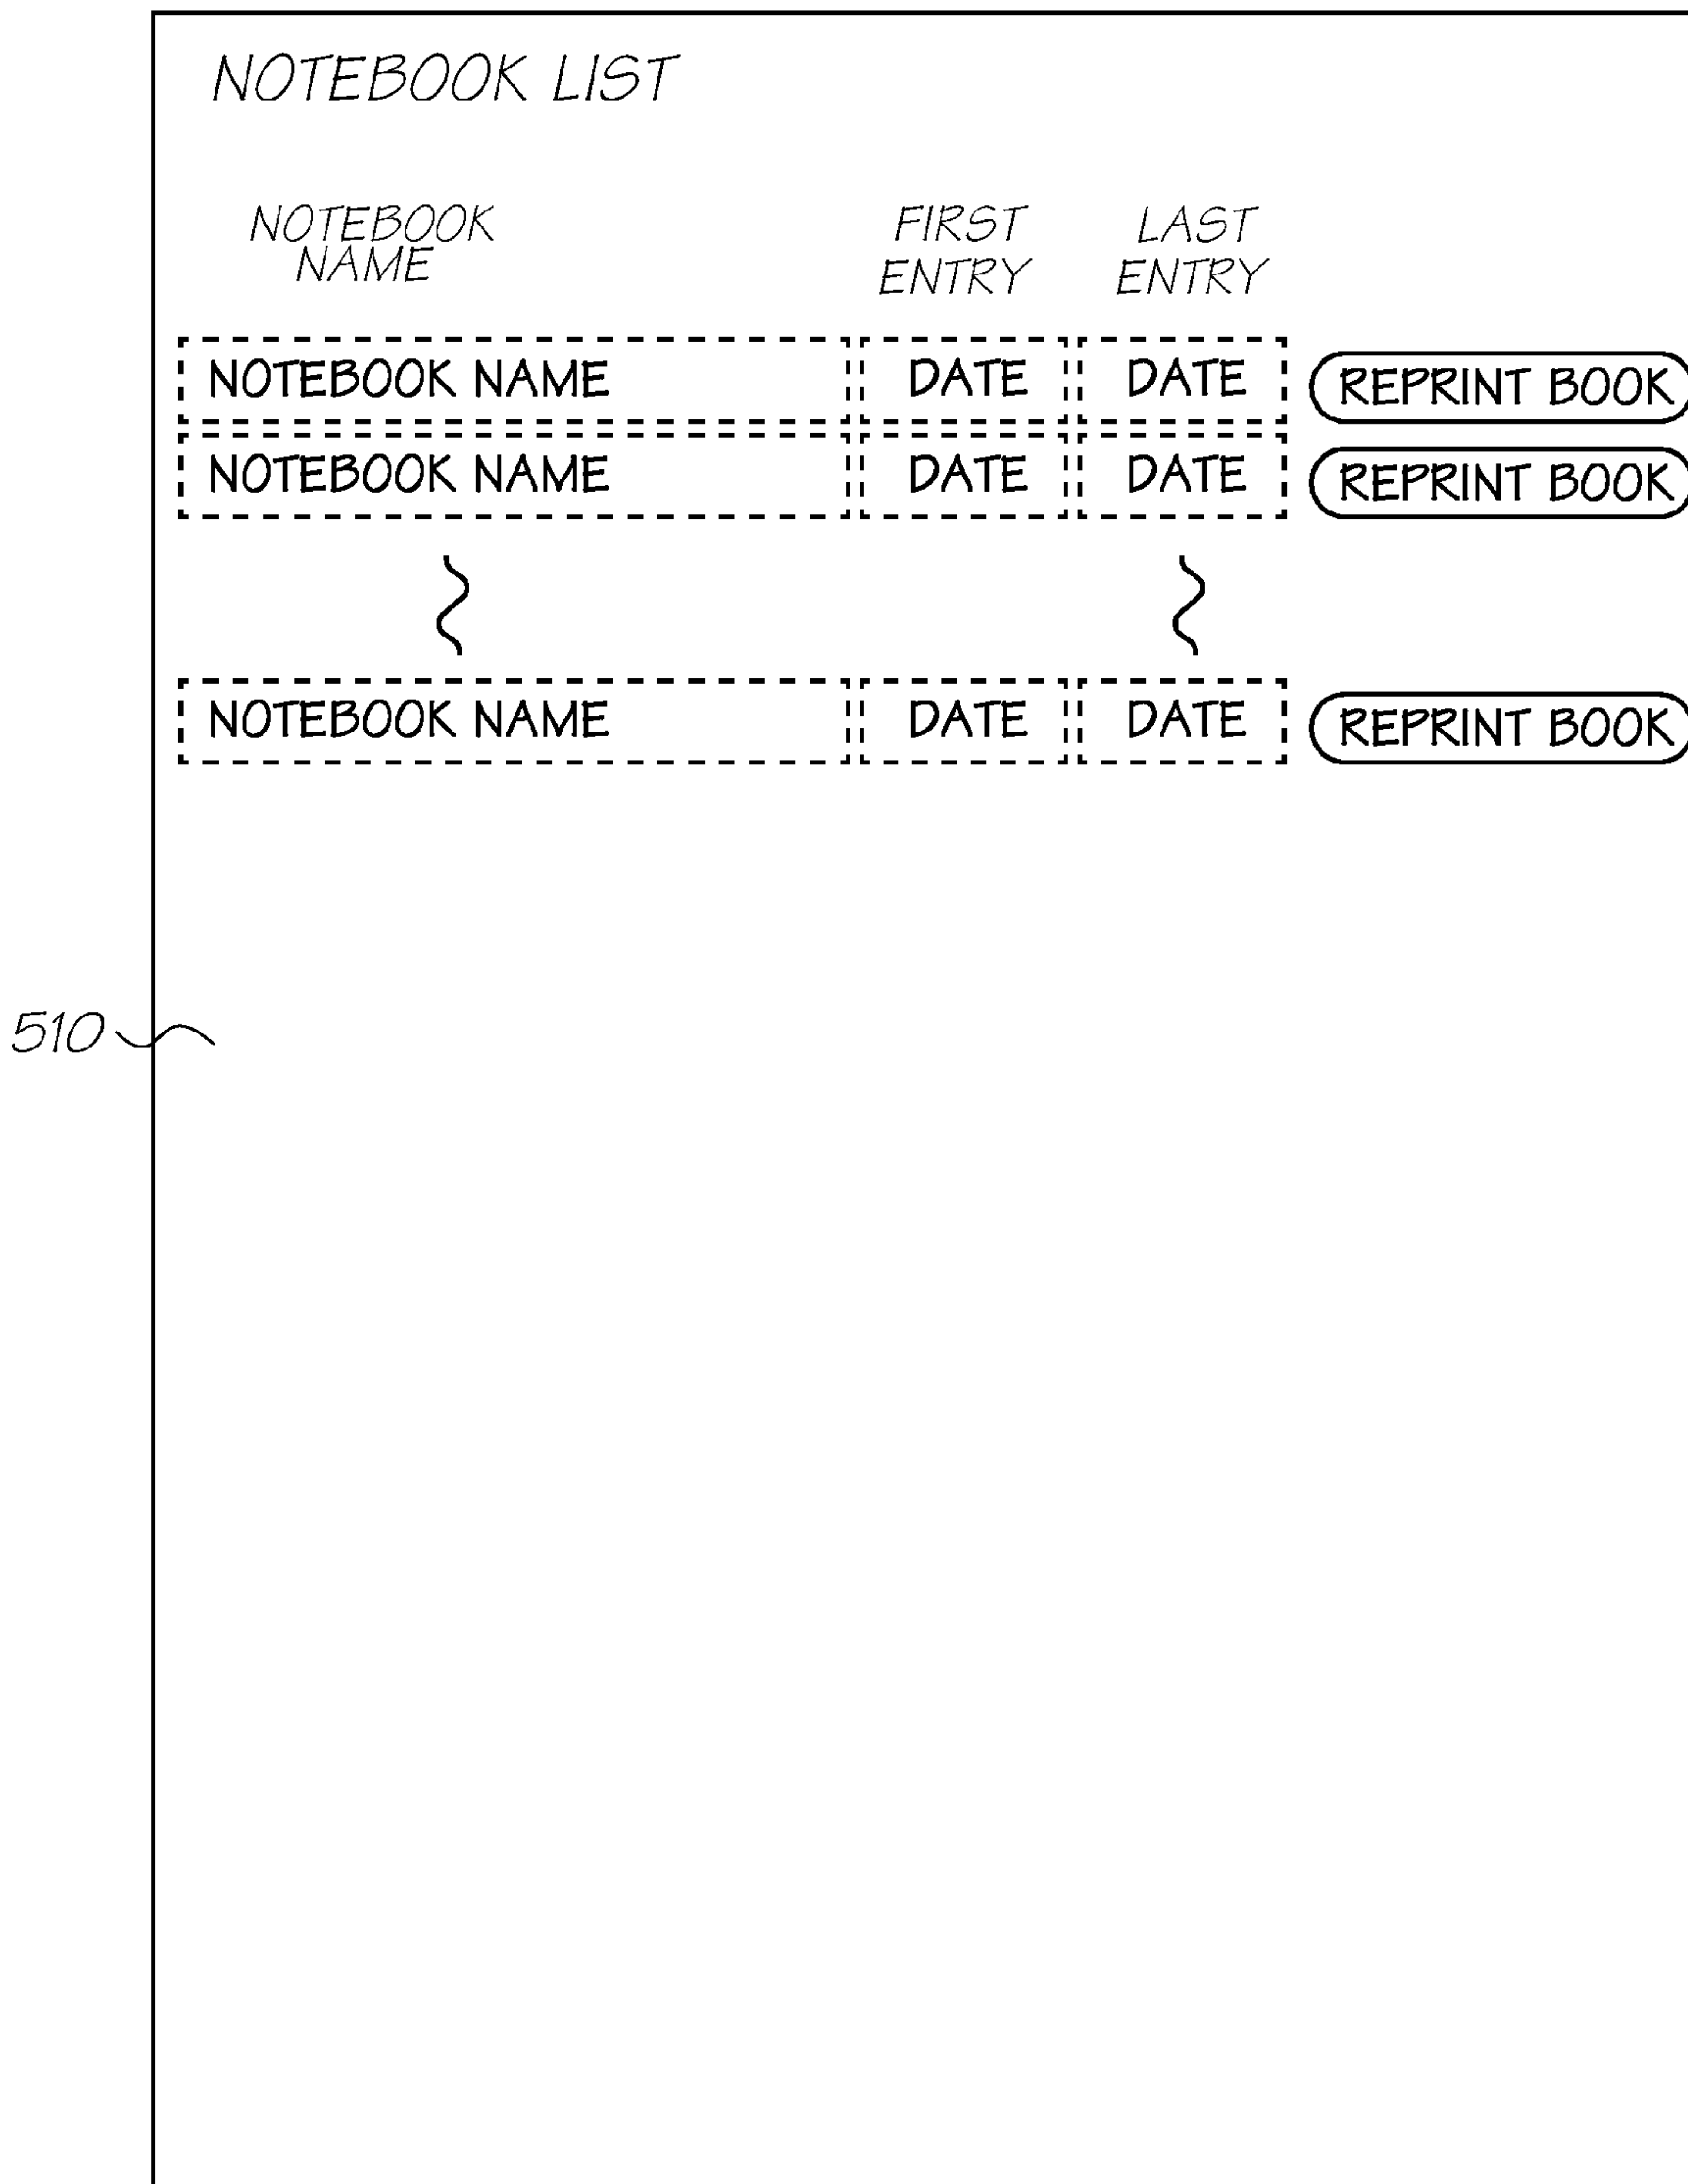 NOTEBOOK LIST
NOTEBOOK NAME
FIRST ENTRY
LAST ENTRY
NOTEBOOK NAME DATE DATE REPRINT BOOK
NOTEBOOK NAME DATE DATE REPRINT BOOK
NOTEBOOK NAME DATE DATE REPRINT BOOK
510